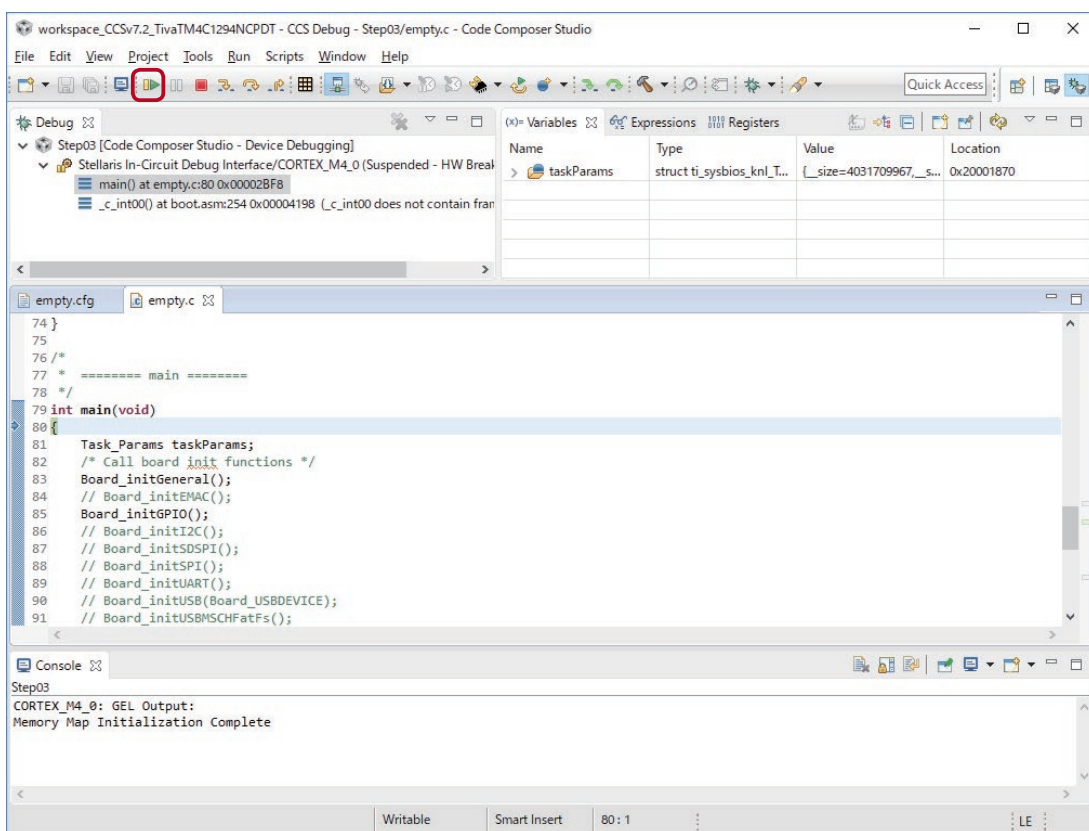 workspace_CCSv7.2_TivaTM4C1294NCPDT - CCS Debug - Step03/empty.c - Code Composer Studio
File Edit View Project Tools Run Scripts Window Help
Quick Access
Debug
(x)= Variables Expressions Registers
Step03 [Code Composer Studio - Device Debugging]
Stellaris In-Circuit Debug Interface/CORTEX_M4_0 (Suspended - HW Break
main() at empty.c:80 0x00002BF8
_c_int00() at boot.asm:254 0x00004198 (_c_int00 does not contain fran
Name Type Value Location
taskParams struct ti_sysbios_knl_T... {__size=4031709967,__s... 0x20001870
empty.cfg empty.c
74 }
75
76 /*
77 * ======== main ========
78 */
79 int main(void)
80 {
81 Task_Params taskParams;
82 /* Call board init functions */
83 Board_initGeneral();
84 // Board_initEMAC();
85 Board_initGPIO();
86 // Board_initI2C();
87 // Board_initSDSPI();
88 // Board_initSPI();
89 // Board_initUART();
90 // Board_initUSB(Board_USBDEVICE);
91 // Board_initUSBMSCHFatFs();
Console
Step03
CORTEX_M4_0: GEL Output:
Memory Map Initialization Complete
Writable Smart Insert 80 : 1 LE